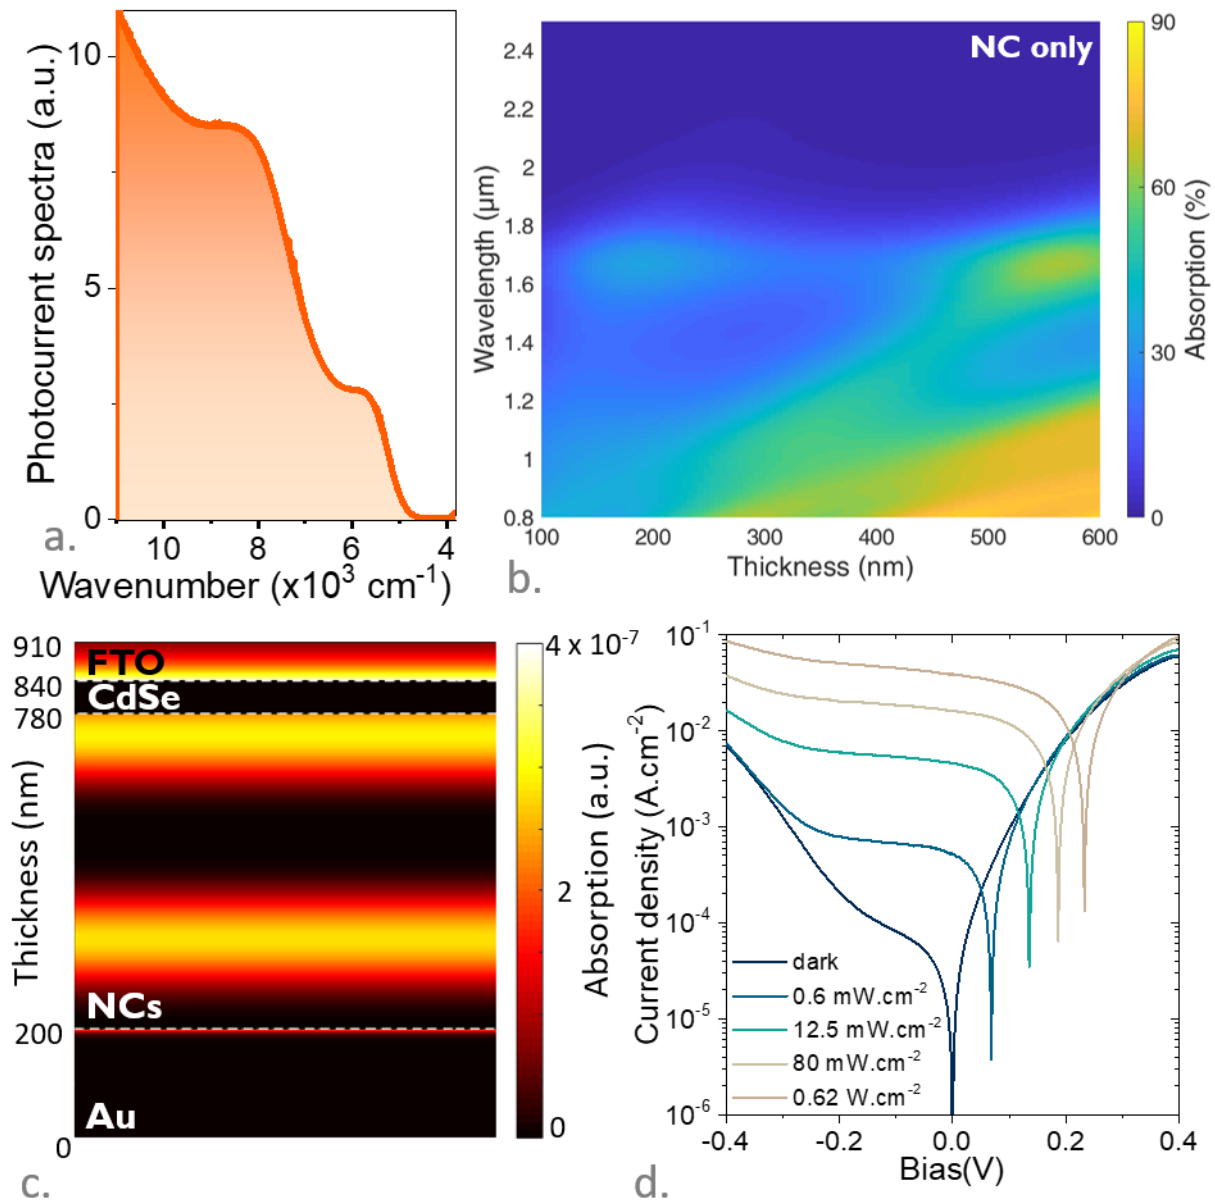 Photocurrent spectra (a.u.)
10
5
0
10 8 6 4
Wavenumber (x10³ cm⁻¹)
a.
NC only
Wavelength (µm)
2.4
2.2
2
1.8
1.6
1.4
1.2
1
0.8
100 200 300 400 500 600
Thickness (nm)
90
60
30
0
Absorption (%)
b.
Thickness (nm)
910
840
780
200
0
FTO
CdSe
NCs
Au
4 x 10⁻⁷
2
0
Absorption (a.u.)
c.
Current density (A.cm⁻²)
10⁻¹
10⁻²
10⁻³
10⁻⁴
10⁻⁵
10⁻⁶
dark
0.6 mW.cm⁻²
12.5 mW.cm⁻²
80 mW.cm⁻²
0.62 W.cm⁻²
-0.4 -0.2 0.0 0.2 0.4
Bias(V)
d.